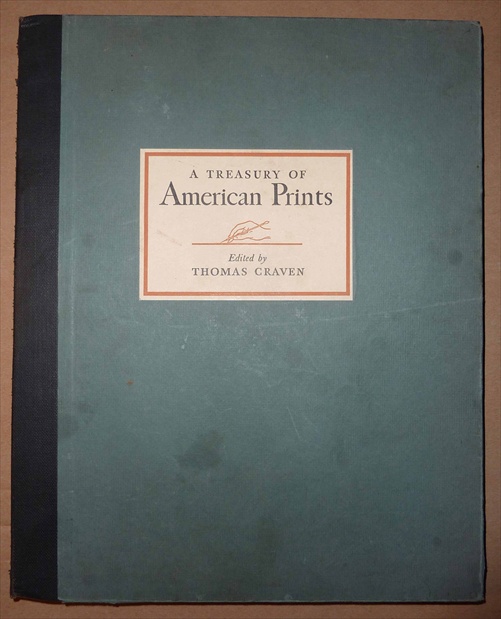 A TREASURY OF
American Prints
Edited by
THOMAS CRAVEN